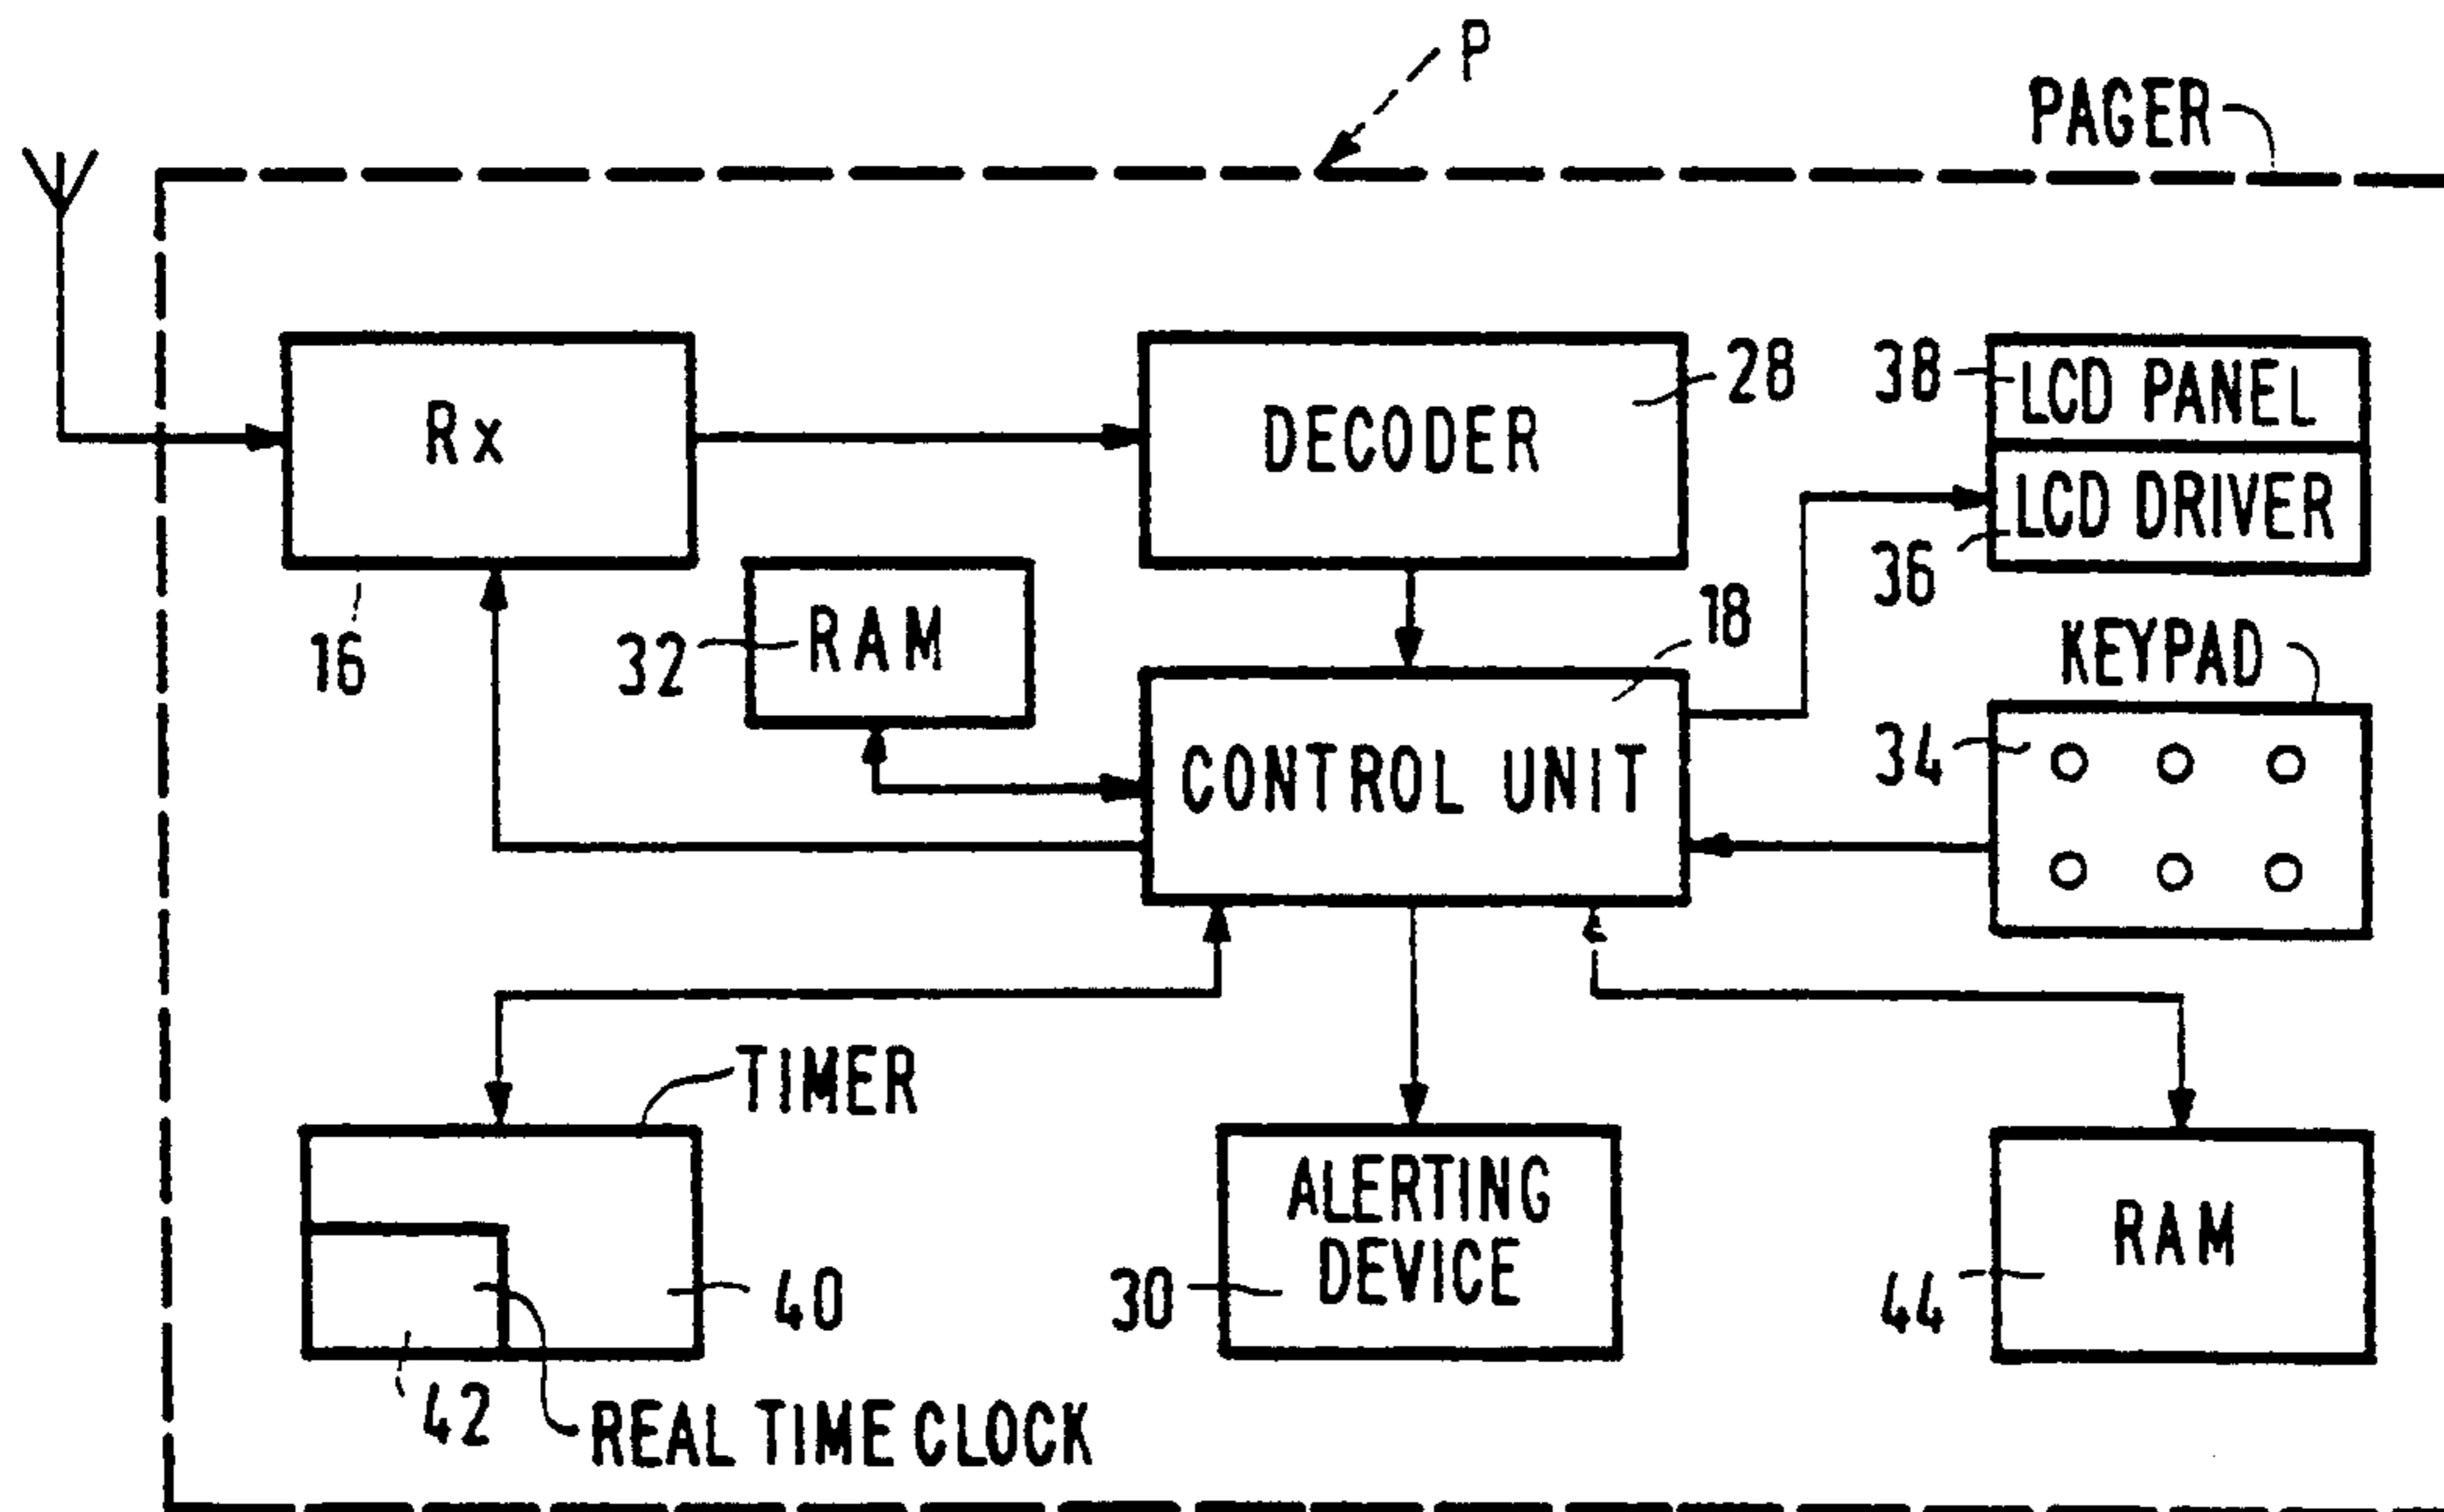 P
PAGER
Rx
DECODER
28
38
LCD PANEL
LCD DRIVER
36
16
32
RAM
18
KEYPAD
34
CONTROL UNIT
TIMER
40
42
REAL TIME CLOCK
ALERTING
DEVICE
30
RAM
44